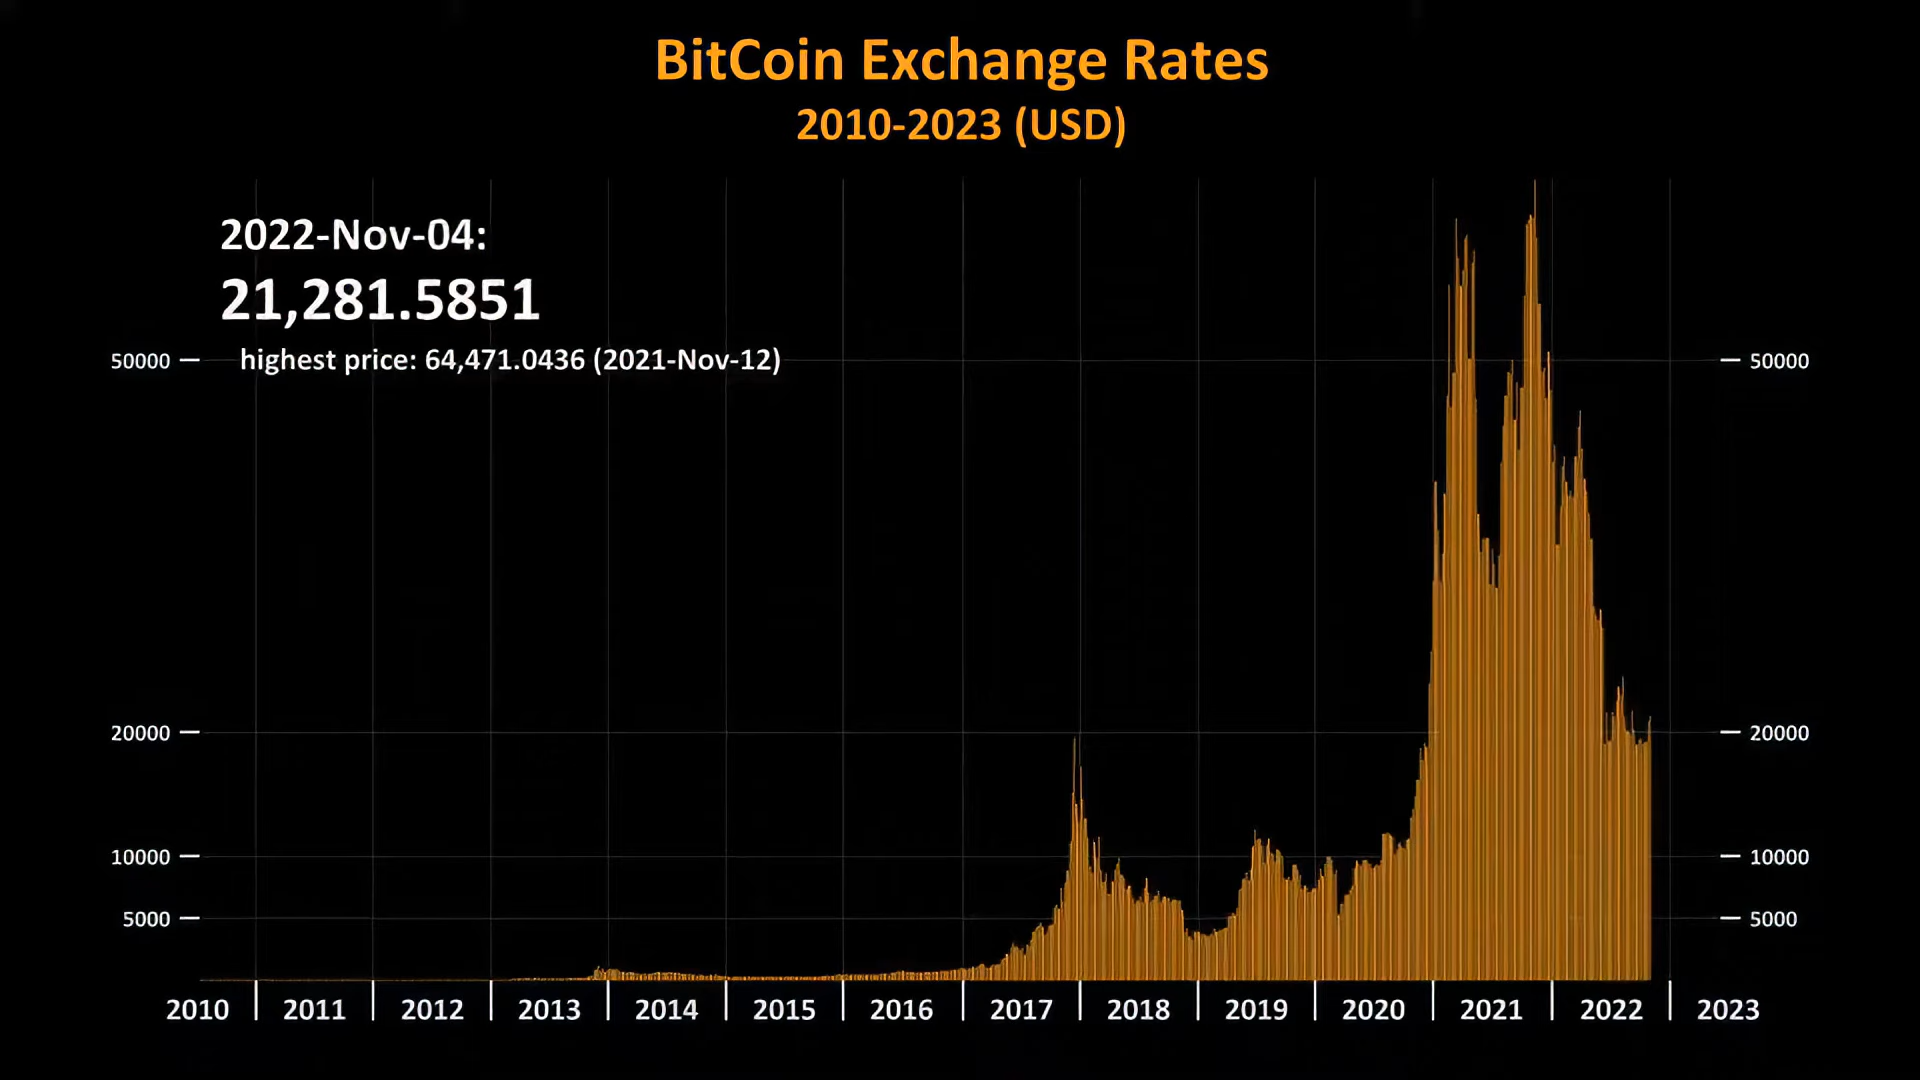 BitCoin Exchange Rates
2010-2023 (USD)
2022-Nov-04:
21,281.5851
highest price: 64,471.0436 (2021-Nov-12)
50000
50000
20000
20000
10000
10000
5000
5000
2010 2011 2012 2013 2014 2015 2016 2017 2018 2019 2020 2021 2022 2023